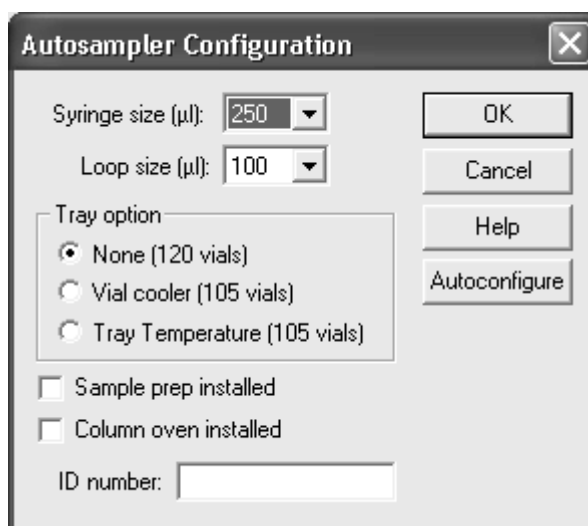 Autosampler Configuration
Syringe size (µl): 250
OK
Loop size (µl): 100
Cancel
Tray option
Help
None (120 vials)
Autoconfigure
Vial cooler (105 vials)
Tray Temperature (105 vials)
Sample prep installed
Column oven installed
ID number: